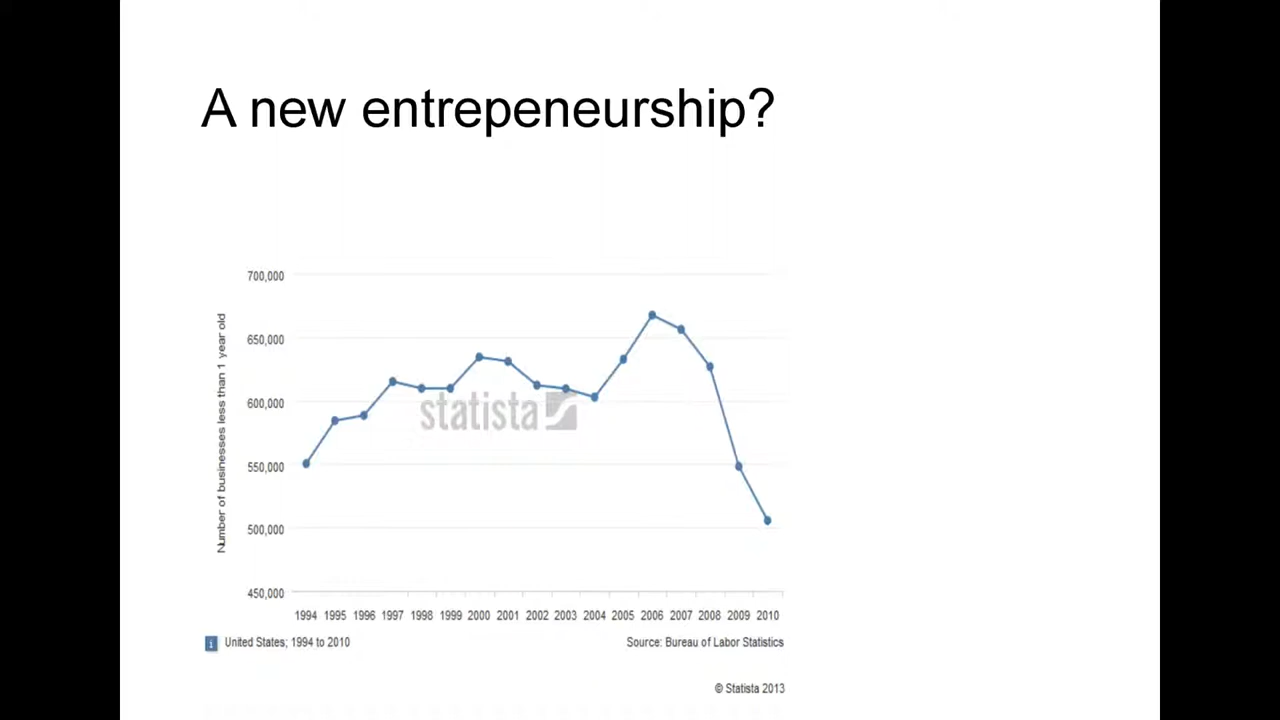 A new entrepeneurship?
700,000
650,000
600,000
550,000
500,000
450,000
Number of businesses less than 1 year old
statista
1994 1995 1996 1997 1998 1999 2000 2001 2002 2003 2004 2005 2006 2007 2008 2009 2010
i United States; 1994 to 2010 Source: Bureau of Labor Statistics
© Statista 2013